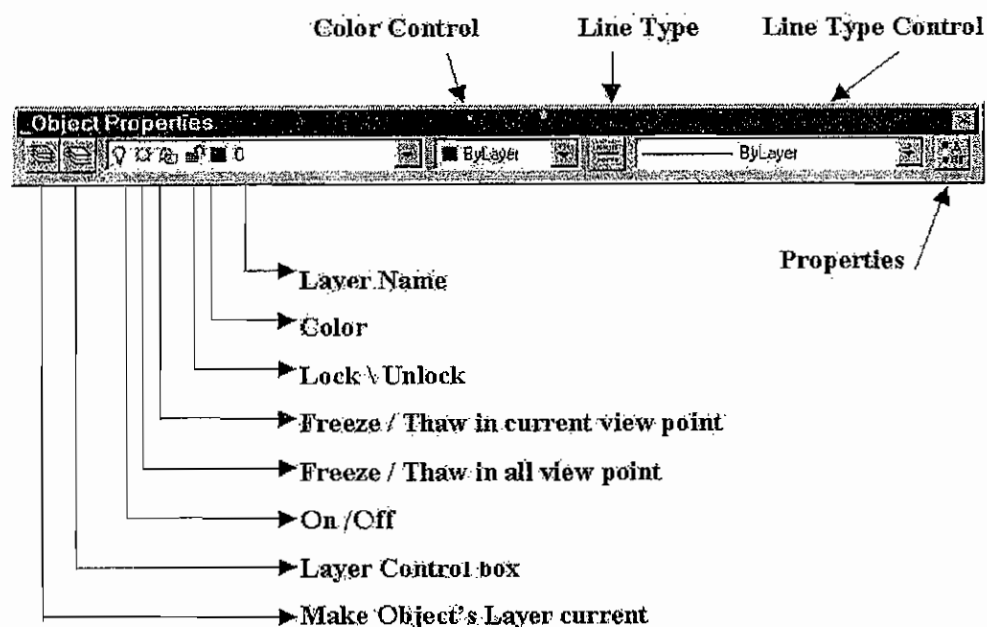 Color Control Line Type Line Type Control
Object Properties
0 ByLayer ByLayer
Properties
Layer Name
Color
Lock \ Unlock
Freeze / Thaw in current view point
Freeze / Thaw in all view point
On /Off
Layer Control box
Make Object's Layer current